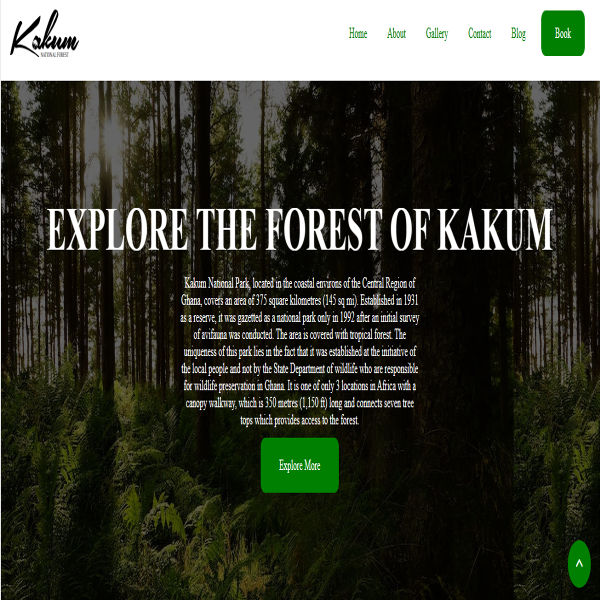 Kakum
NATIONAL FOREST
Home About Gallery Contact Blog Book
EXPLORE THE FOREST OF KAKUM
Kakum National Park, located in the coastal environs of the Central Region of
Ghana, covers an area of 375 square kilometres (145 sq mi). Established in 1931
as a reserve, it was gazetted as a national park only in 1992 after an initial survey
of avifauna was conducted. The area is covered with tropical forest. The
uniqueness of this park lies in the fact that it was established at the initiative of
the local people and not by the State Department of wildlife who are responsible
for wildlife preservation in Ghana. It is one of only 3 locations in Africa with a
canopy walkway, which is 350 metres (1,150 ft) long and connects seven tree
tops which provides access to the forest.
Explore More